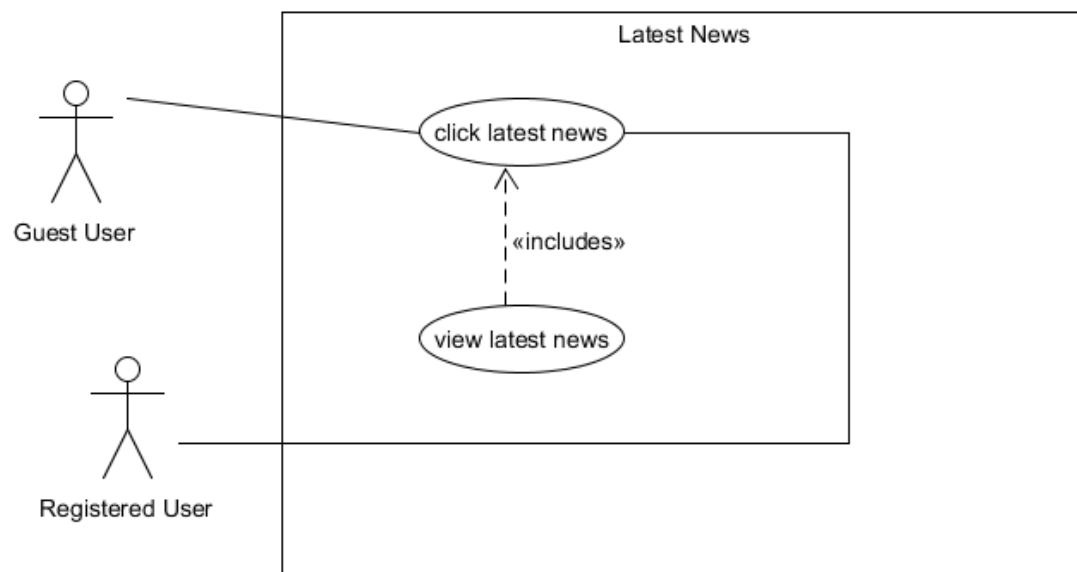 Latest News
click latest news
Guest User
«includes»
view latest news
Registered User